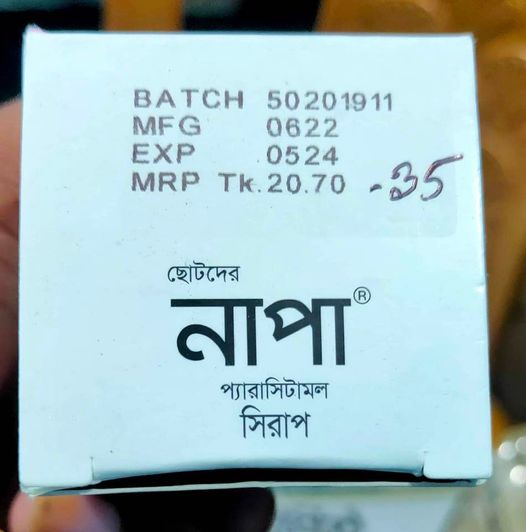 BATCH 50201911
MFG 0622
EXP 0524
MRP Tk.20.70 -35
ছোটদের
নাপা®
প্যারাসিটামল
সিরাপ